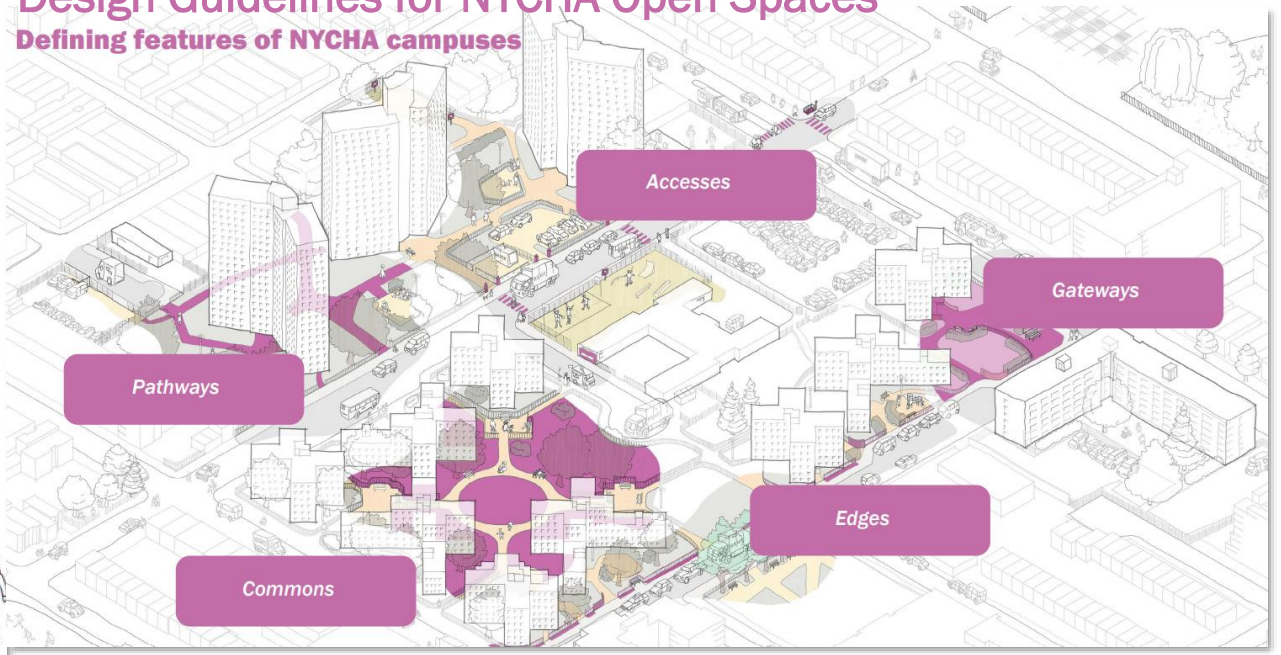 Design Guidelines for NYCHA Open Spaces
Defining features of NYCHA campuses
Accesses
Gateways
Pathways
Edges
Commons